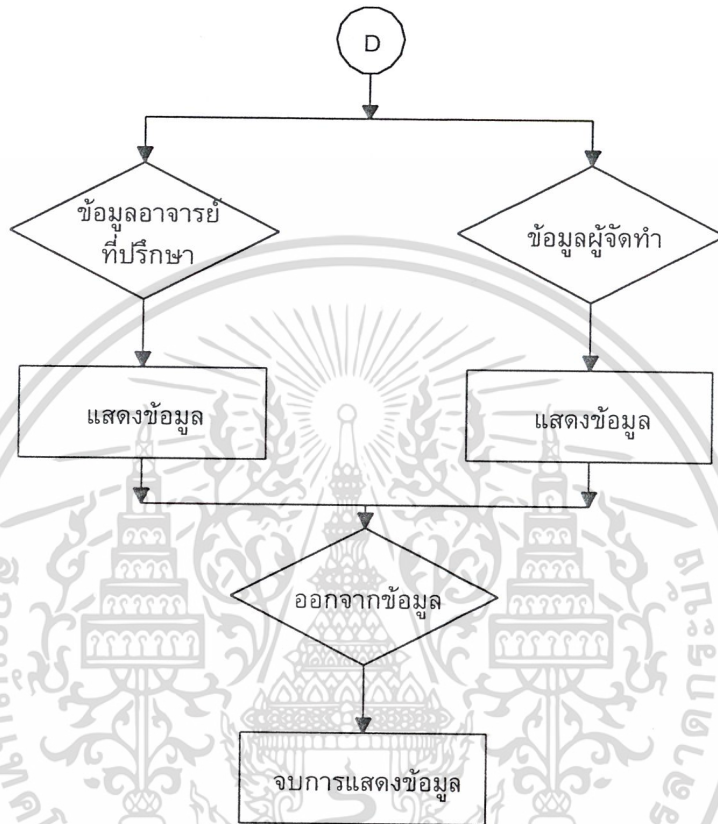 D
ข้อมูลอาจารย์
ที่ปรึกษา
ข้อมูลผู้จัดทำ
แสดงข้อมูล
แสดงข้อมูล
ออกจากข้อมูล
จบการแสดงข้อมูล